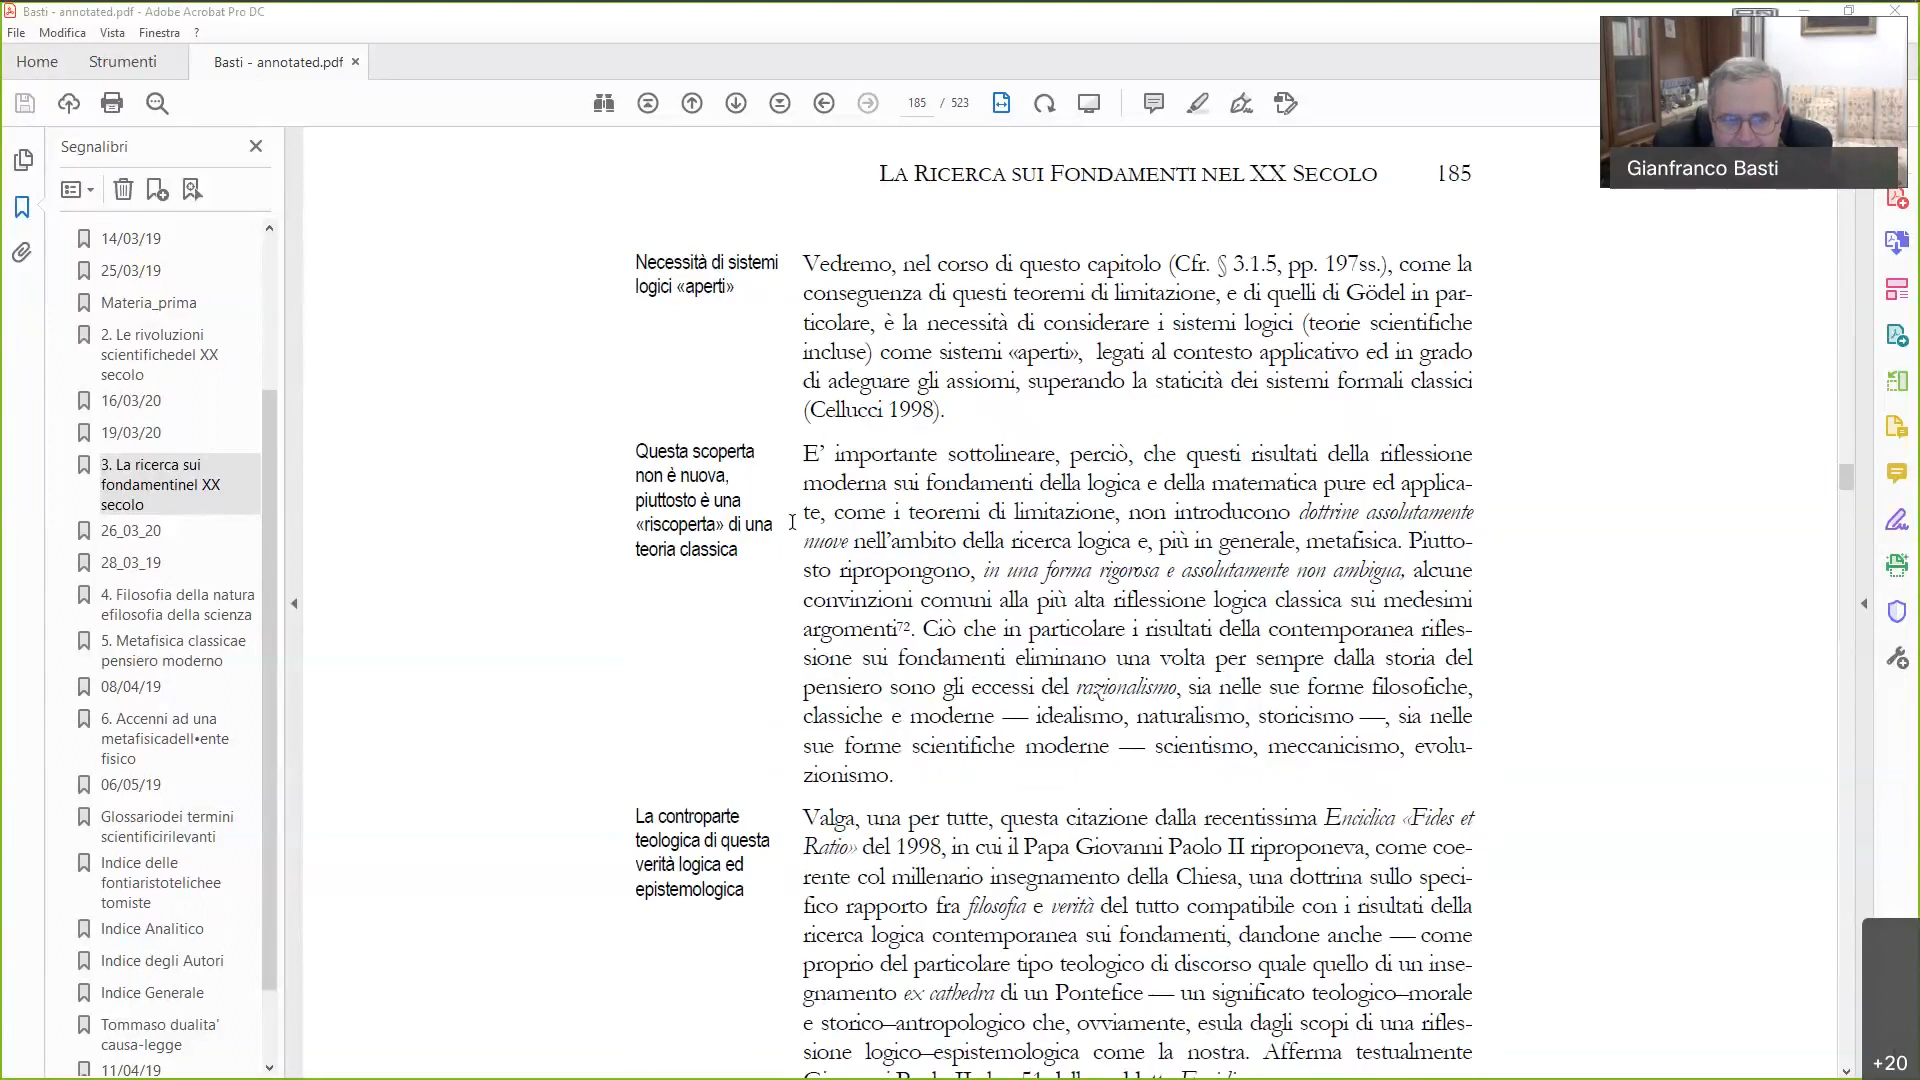 Basti - annotated.pdf - Adobe Acrobat Pro DC
File Modifica Vista Finestra ?
Home Strumenti Basti - annotated.pdf ×
185 / 523
Segnalibri
14/03/19
25/03/19
Materia_prima
2. Le rivoluzioni
scientifichedel XX
secolo
16/03/20
19/03/20
3. La ricerca sui
fondamentinel XX
secolo
26_03_20
28_03_19
4. Filosofia della natura
efilosofia della scienza
5. Metafisica classicae
pensiero moderno
08/04/19
6. Accenni ad una
metafisicadell•ente
fisico
06/05/19
Glossariodei termini
scientificirilevanti
Indice delle
fontiaristotelichee
tomiste
Indice Analitico
Indice degli Autori
Indice Generale
Tommaso dualita'
causa-legge
11/04/19
LA RICERCA SUI FONDAMENTI NEL XX SECOLO 185
Necessità di sistemi
logici «aperti»
Vedremo, nel corso di questo capitolo (Cfr. § 3.1.5, pp. 197ss.), come la
conseguenza di questi teoremi di limitazione, e di quelli di Gödel in par-
ticolare, è la necessità di considerare i sistemi logici (teorie scientifiche
incluse) come sistemi «aperti», legati al contesto applicativo ed in grado
di adeguare gli assiomi, superando la staticità dei sistemi formali classici
(Cellucci 1998).
Questa scoperta
non è nuova,
piuttosto è una
«riscoperta» di una
teoria classica
E’ importante sottolineare, perciò, che questi risultati della riflessione
moderna sui fondamenti della logica e della matematica pure ed applica-
te, come i teoremi di limitazione, non introducono dottrine assolutamente
nuove nell’ambito della ricerca logica e, più in generale, metafisica. Piutto-
sto ripropongono, in una forma rigorosa e assolutamente non ambigua, alcune
convinzioni comuni alla più alta riflessione logica classica sui medesimi
argomenti72. Ciò che in particolare i risultati della contemporanea rifles-
sione sui fondamenti eliminano una volta per sempre dalla storia del
pensiero sono gli eccessi del razionalismo, sia nelle sue forme filosofiche,
classiche e moderne — idealismo, naturalismo, storicismo —, sia nelle
sue forme scientifiche moderne — scientismo, meccanicismo, evolu-
zionismo.
La controparte
teologica di questa
verità logica ed
epistemologica
Valga, una per tutte, questa citazione dalla recentissima Enciclica «Fides et
Ratio» del 1998, in cui il Papa Giovanni Paolo II riproponeva, come coe-
rente col millenario insegnamento della Chiesa, una dottrina sullo speci-
fico rapporto fra filosofia e verità del tutto compatibile con i risultati della
ricerca logica contemporanea sui fondamenti, dandone anche — come
proprio del particolare tipo teologico di discorso quale quello di un inse-
gnamento ex cathedra di un Pontefice — un significato teologico–morale
e storico–antropologico che, ovviamente, esula dagli scopi di una rifles-
sione logico–epistemologica come la nostra. Afferma testualmente
Gianfranco Basti
+20